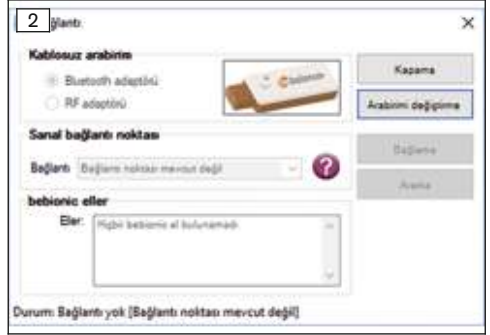 2
Bağlantı
Kablosuz arabirim
Bluetooth adaptörü
RF adaptörü
Kapama
Arabirimi değiştirme
Sanal bağlantı noktası
Bağlantı Bağlantı noktası mevcut değil
?
Bağlama
Arama
bebionic eller
Eller: Hiçbir bebionic el bulunamadı
Durum: Bağlantı yok [Bağlantı noktası mevcut değil]